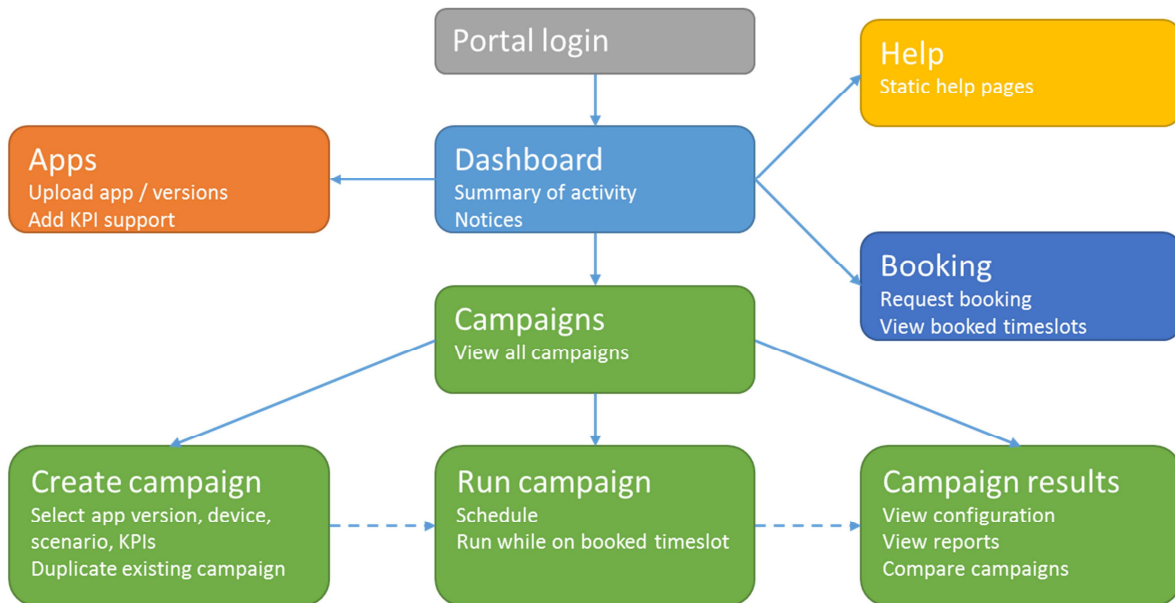 Portal login
Help
Static help pages
Apps
Upload app / versions
Add KPI support
Dashboard
Summary of activity
Notices
Booking
Request booking
View booked timeslots
Campaigns
View all campaigns
Create campaign
Select app version, device,
scenario, KPIs
Duplicate existing campaign
Run campaign
Schedule
Run while on booked timeslot
Campaign results
View configuration
View reports
Compare campaigns